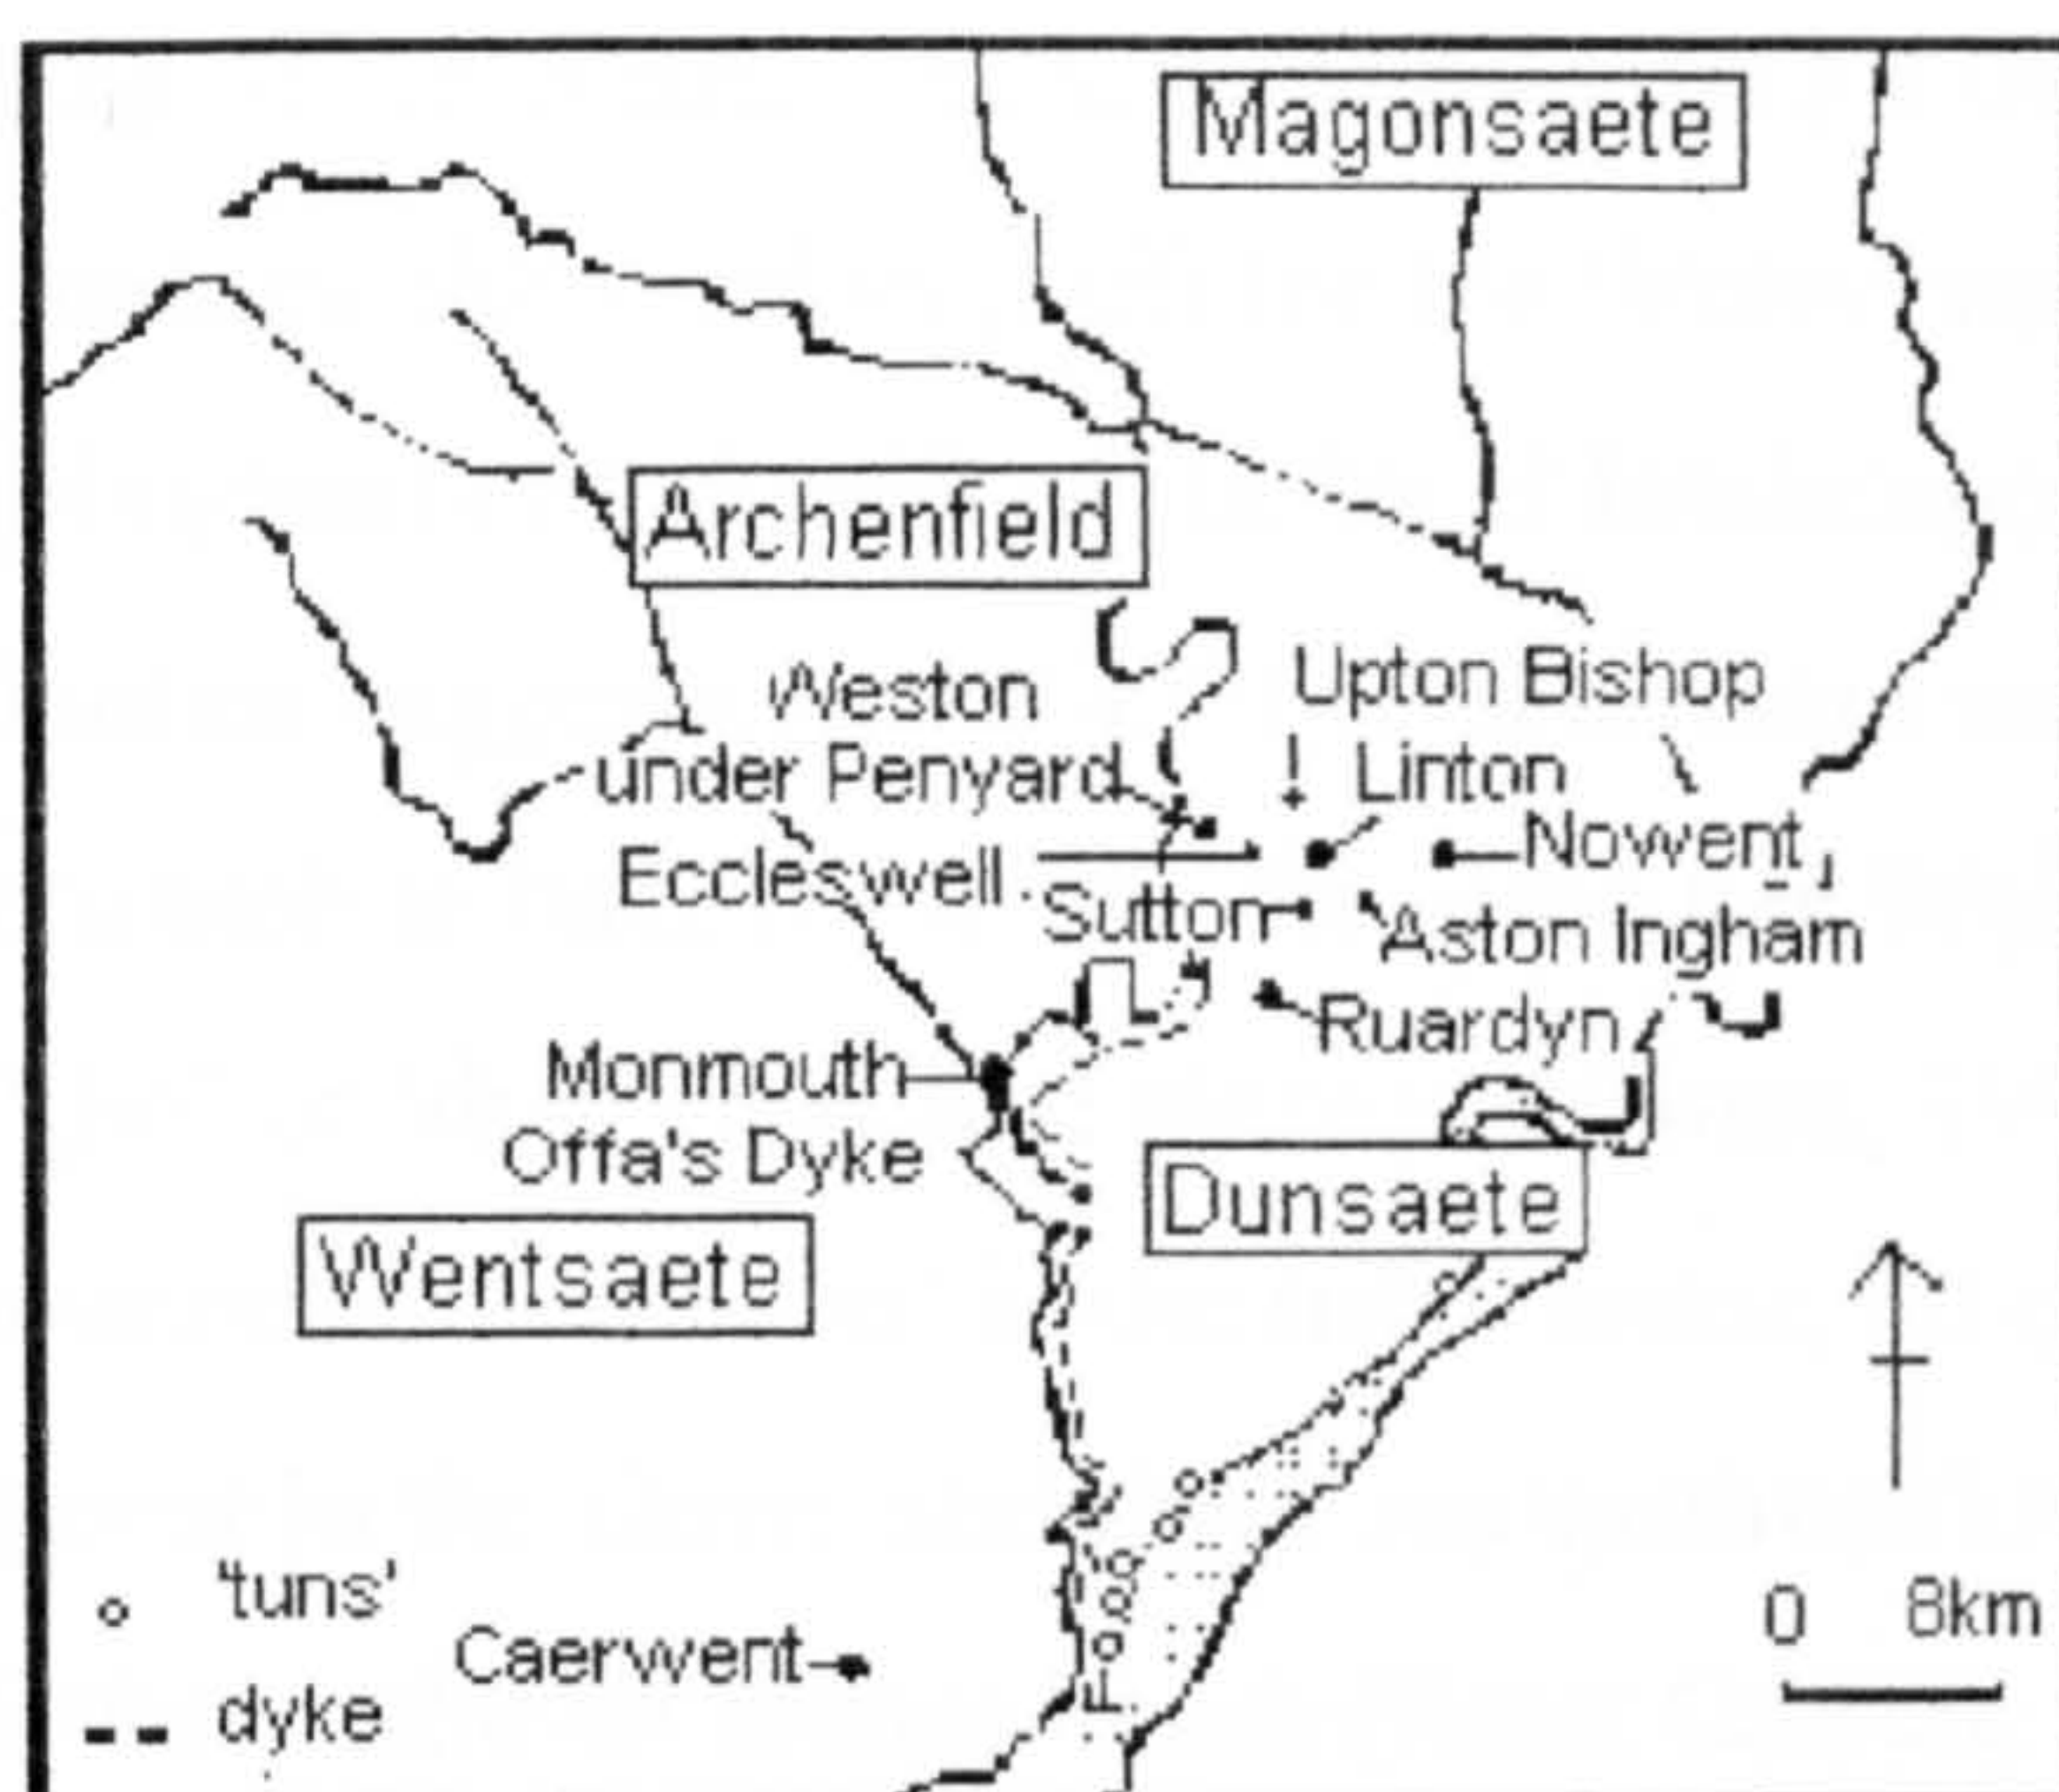 Magonsaete
Archenfield
Weston
under Penyard
Upton Bishop
Linton
Nowent
Eccleswell
Sutton
Aston Ingham
Ruardyn
Monmouth
Offa's Dyke
Dunsaete
Wentsaete
'tuns'
Caerwent
dyke
0 8km